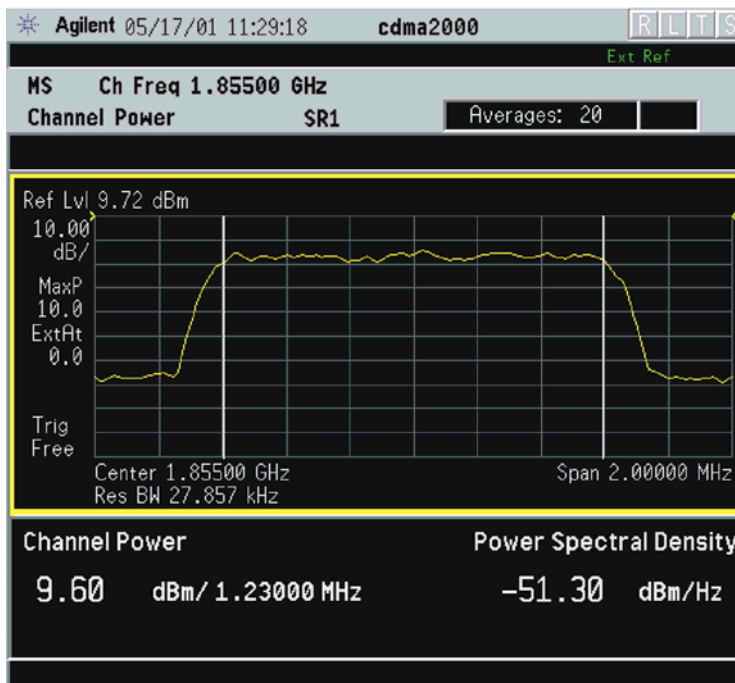 Agilent 05/17/01 11:29:18 cdma2000 R L T S
Ext Ref
MS Ch Freq 1.85500 GHz
Channel Power SR1 Averages: 20
Ref Lvl 9.72 dBm
10.00
dB/
MaxP
10.0
ExtAt
0.0
Trig
Free
Center 1.85500 GHz Span 2.00000 MHz
Res BW 27.857 kHz
Channel Power Power Spectral Density
9.60 dBm/ 1.23000 MHz -51.30 dBm/Hz